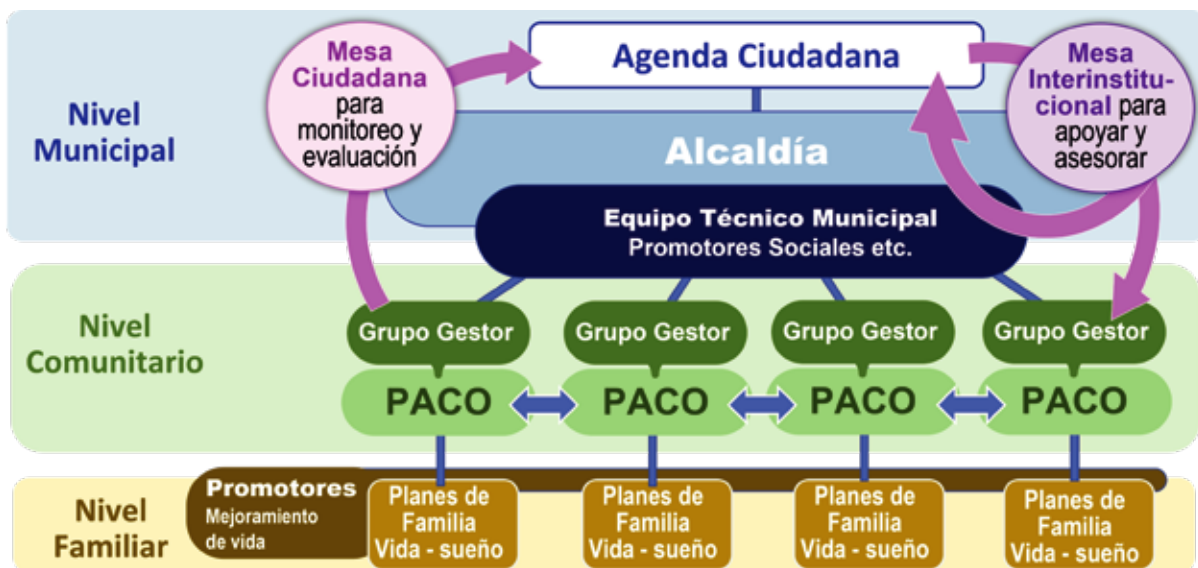 Mesa
Ciudadana
para
monitoreo y
evaluación
Agenda Ciudadana
Mesa
Interinstitu-
cional para
apoyar y
asesorar
Nivel
Municipal
Alcaldía
Equipo Técnico Municipal
Promotores Sociales etc.
Nivel
Comunitario
Grupo Gestor
Grupo Gestor
Grupo Gestor
Grupo Gestor
PACO
PACO
PACO
PACO
Nivel
Familiar
Promotores
Mejoramiento
de vida
Planes de
Familia
Vida - sueño
Planes de
Familia
Vida - sueño
Planes de
Familia
Vida - sueño
Planes de
Familia
Vida - sueño